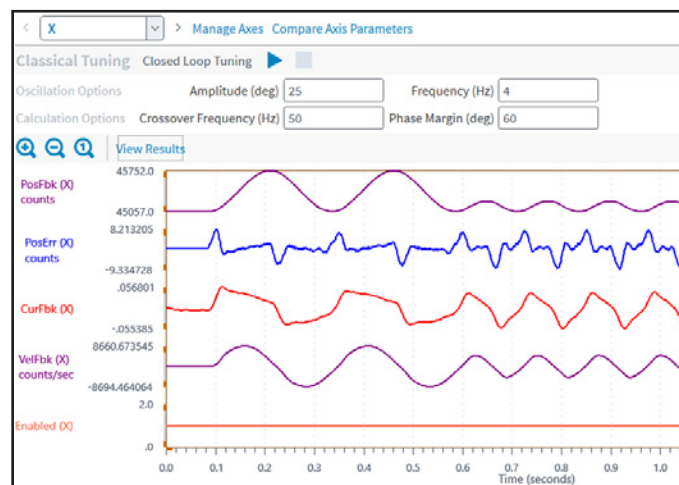 X
Manage Axes Compare Axis Parameters
Classical Tuning Closed Loop Tuning
Oscillation Options Amplitude (deg) 25 Frequency (Hz) 4
Calculation Options Crossover Frequency (Hz) 50 Phase Margin (deg) 60
1 View Results
PosFbk (X)
counts
45752.0
45057.0
PosErr (X)
counts
8.213205
-9.334728
CurFbk (X)
.056801
-.055385
VelFbk (X)
counts/sec
8660.673545
-8694.464064
Enabled (X)
2.0
.0
0.0 0.1 0.2 0.3 0.4 0.5 0.6 0.7 0.8 0.9 1.0
Time (seconds)